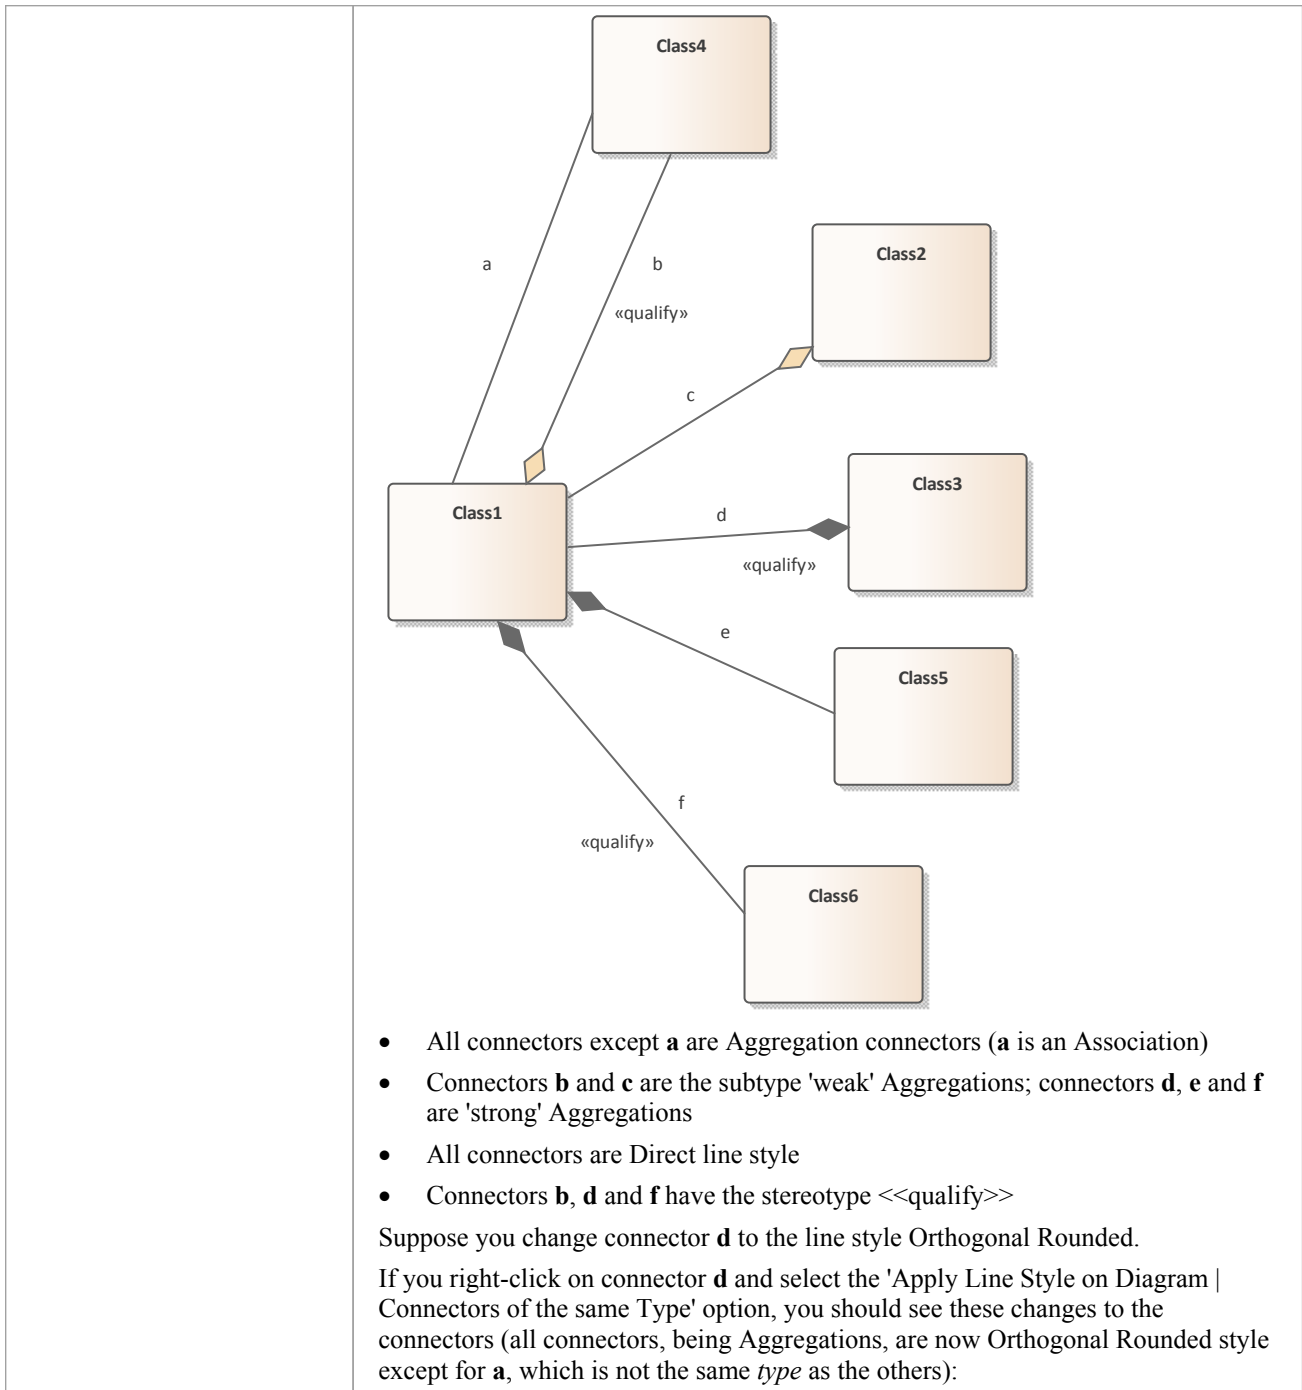 Class4
Class2
a
b
«qualify»
c
Class3
Class1
d
«qualify»
e
Class5
f
«qualify»
Class6
• All connectors except a are Aggregation connectors (a is an Association)
• Connectors b and c are the subtype 'weak' Aggregations; connectors d, e and f
are 'strong' Aggregations
• All connectors are Direct line style
• Connectors b, d and f have the stereotype <<qualify>>
Suppose you change connector d to the line style Orthogonal Rounded.
If you right-click on connector d and select the 'Apply Line Style on Diagram |
Connectors of the same Type' option, you should see these changes to the
connectors (all connectors, being Aggregations, are now Orthogonal Rounded style
except for a, which is not the same type as the others):